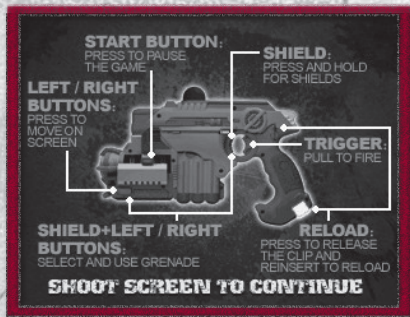 START BUTTON:
PRESS TO PAUSE
THE GAME
SHIELD:
PRESS AND HOLD
FOR SHIELDS
LEFT / RIGHT
BUTTONS:
PRESS TO
MOVE ON
SCREEN
TRIGGER:
PULL TO FIRE
SHIELD+LEFT / RIGHT
BUTTONS:
SELECT AND USE GRENADE
RELOAD:
PRESS TO RELEASE
THE CLIP AND
REINSERT TO RELOAD
SHOOT SCREEN TO CONTINUE